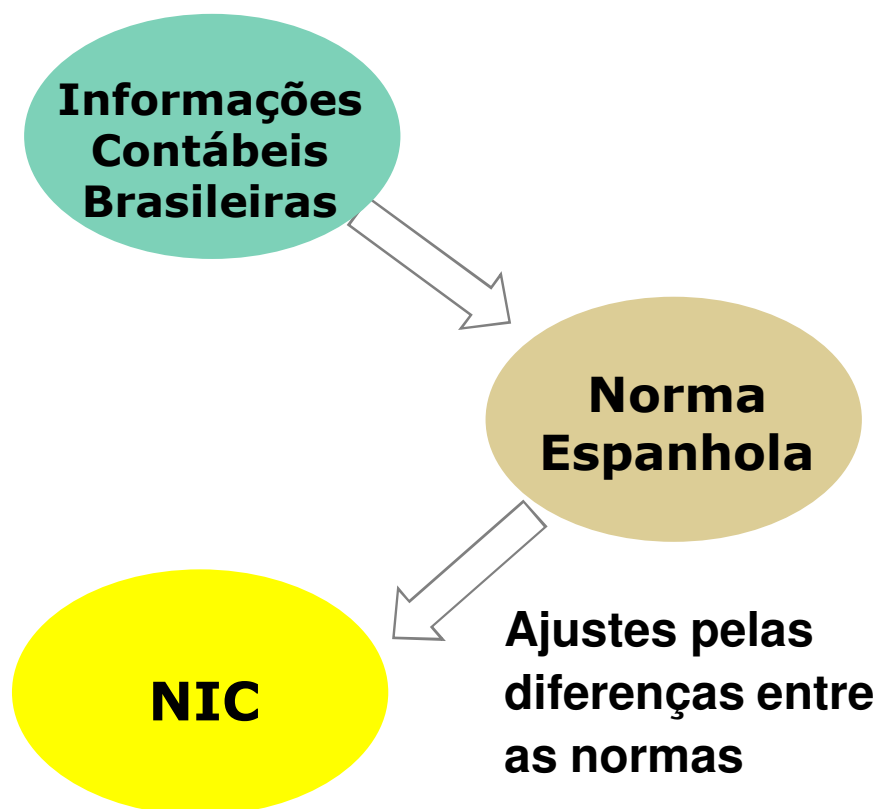 Informações
Contábeis
Brasileiras
Norma
Espanhola
NIC
Ajustes pelas
diferenças entre
as normas